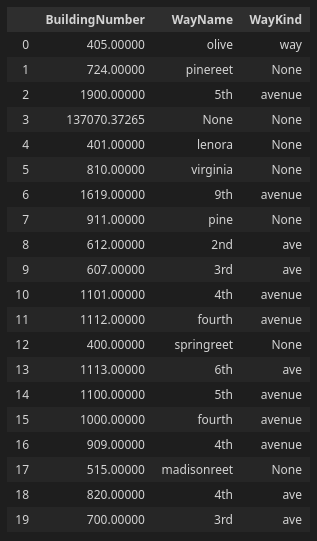 BuildingNumber WayName WayKind
0 405.00000 olive way
1 724.00000 pinereet None
2 1900.00000 5th avenue
3 137070.37265 None None
4 401.00000 lenora None
5 810.00000 virginia None
6 1619.00000 9th avenue
7 911.00000 pine None
8 612.00000 2nd ave
9 607.00000 3rd ave
10 1101.00000 4th avenue
11 1112.00000 fourth avenue
12 400.00000 springreet None
13 1113.00000 6th ave
14 1100.00000 5th avenue
15 1000.00000 fourth avenue
16 909.00000 4th avenue
17 515.00000 madisonreet None
18 820.00000 4th ave
19 700.00000 3rd ave